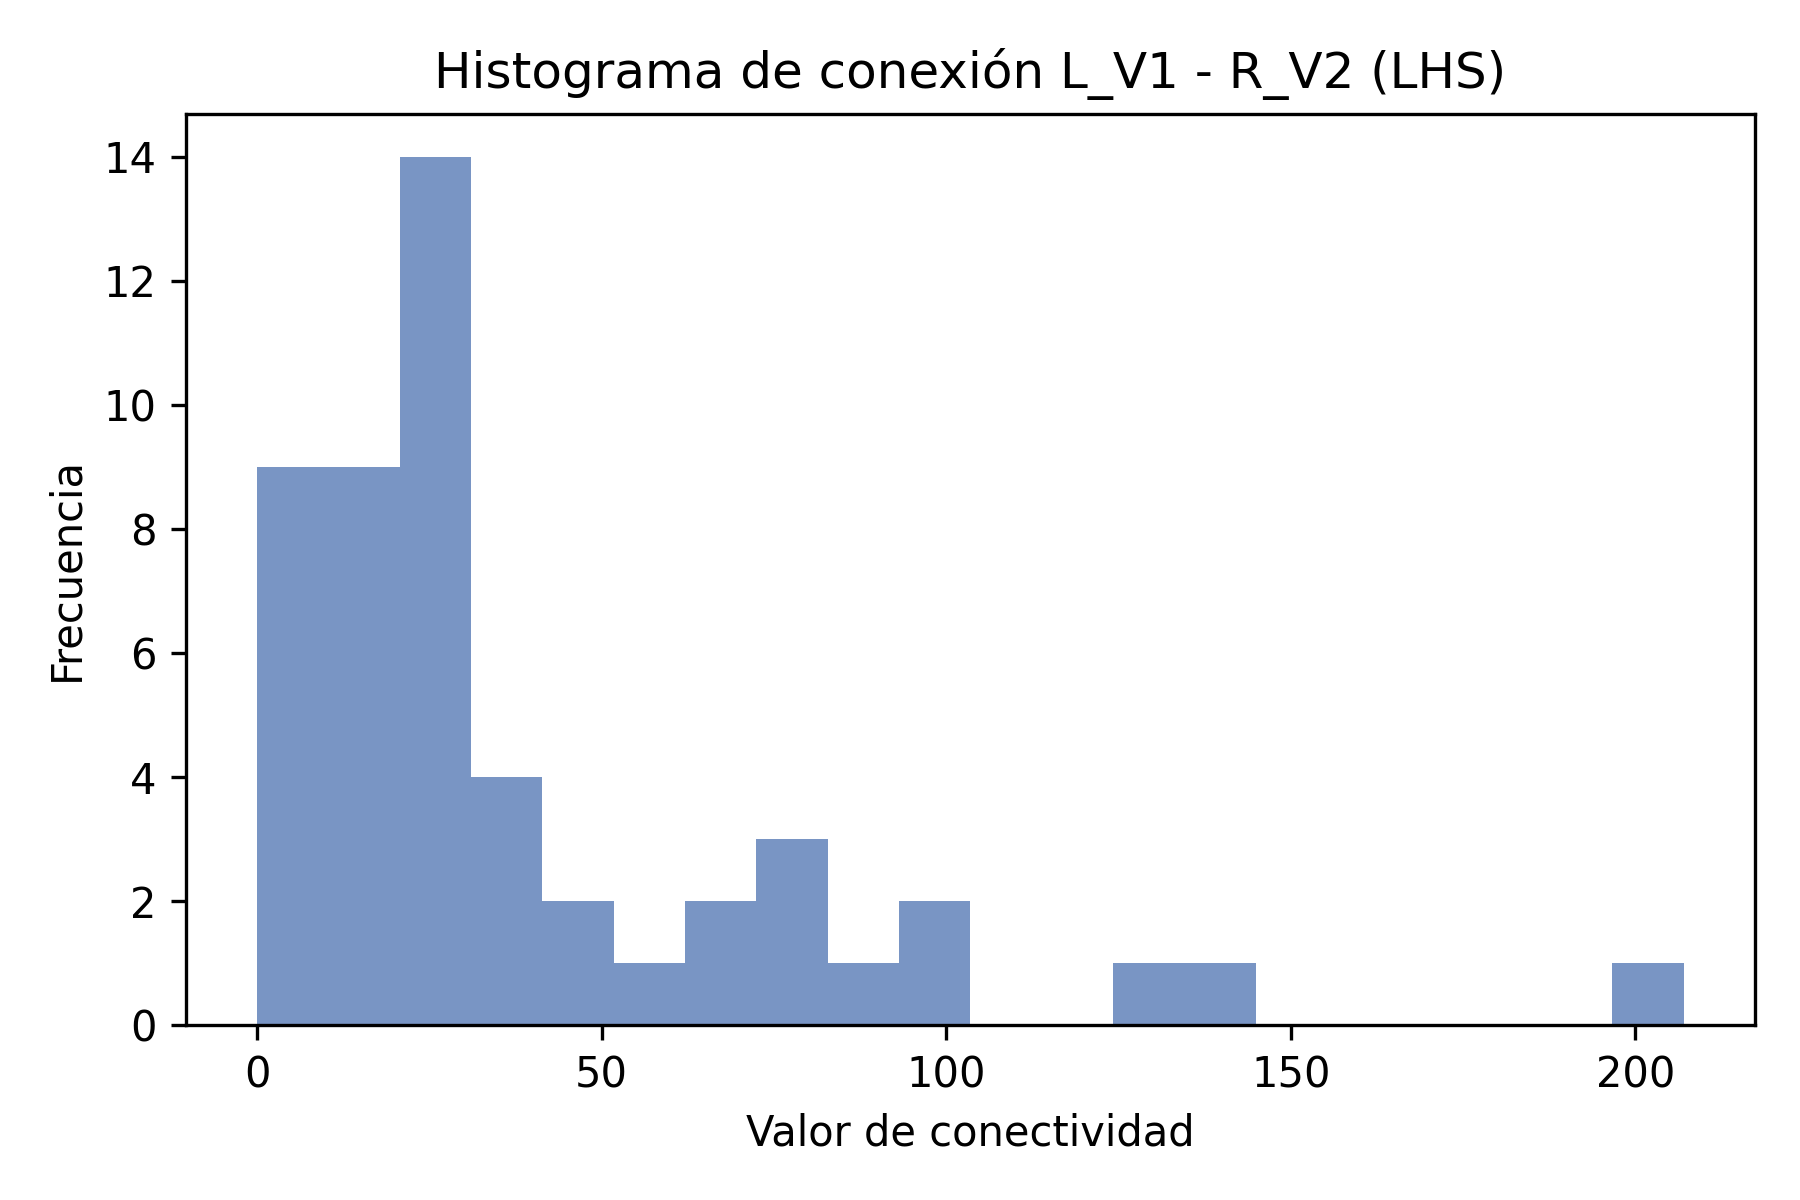 Histograma de conexión L_V1 - R_V2 (LHS)
14
12
10
8
6
4
2
0
Frecuencia
0 50 100 150 200
Valor de conectividad